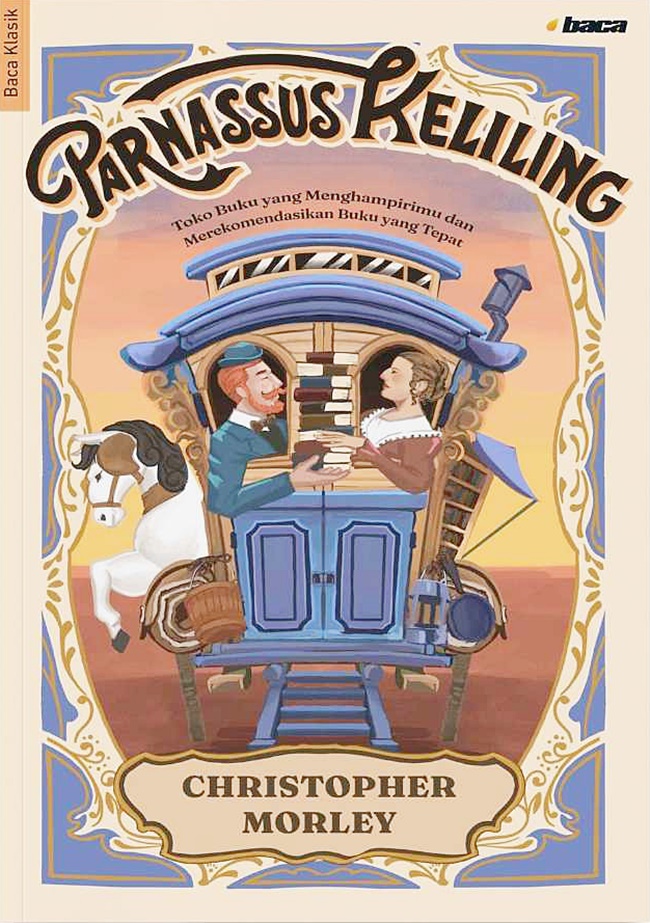 Baca Klasik
baca
PARNASSUS KELILING
Toko Buku yang Menghampirimu dan
Merekomendasikan Buku yang Tepat
CHRISTOPHER
MORLEY